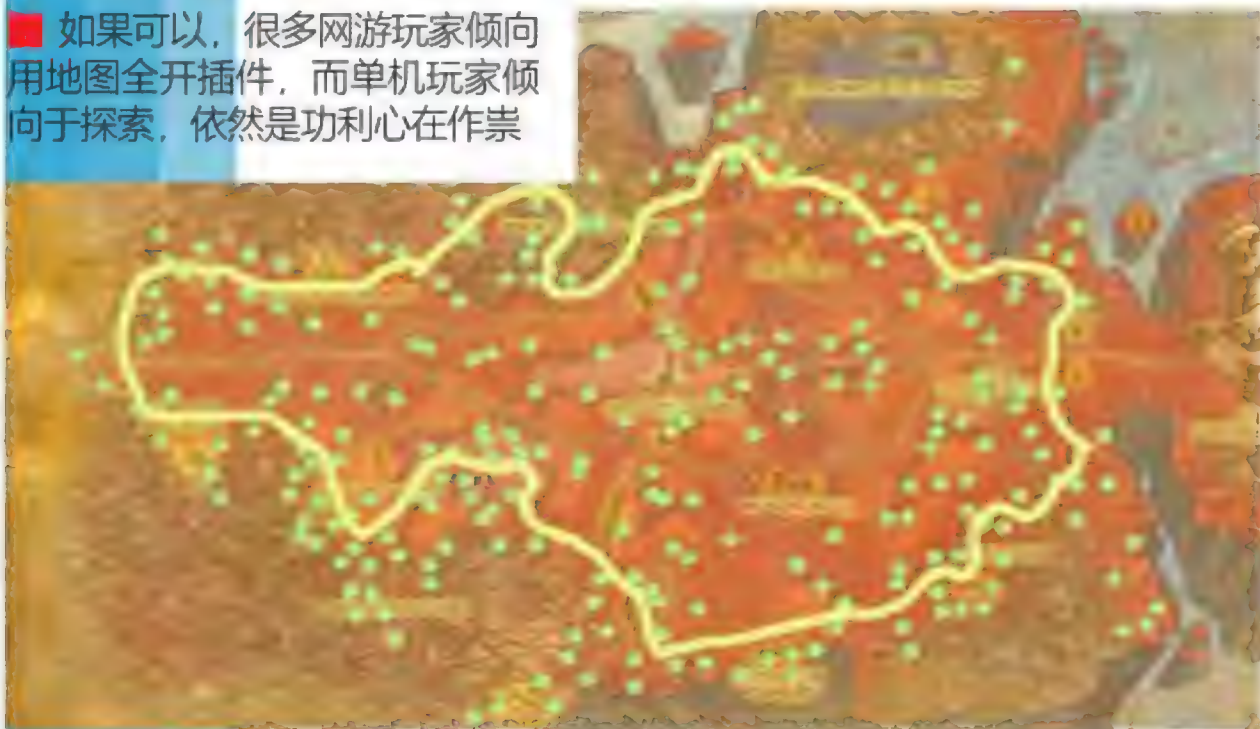 ■ 如果可以，很多网游玩家倾向
用地图全开插件，而单机玩家倾
向于探索，依然是功利心在作祟